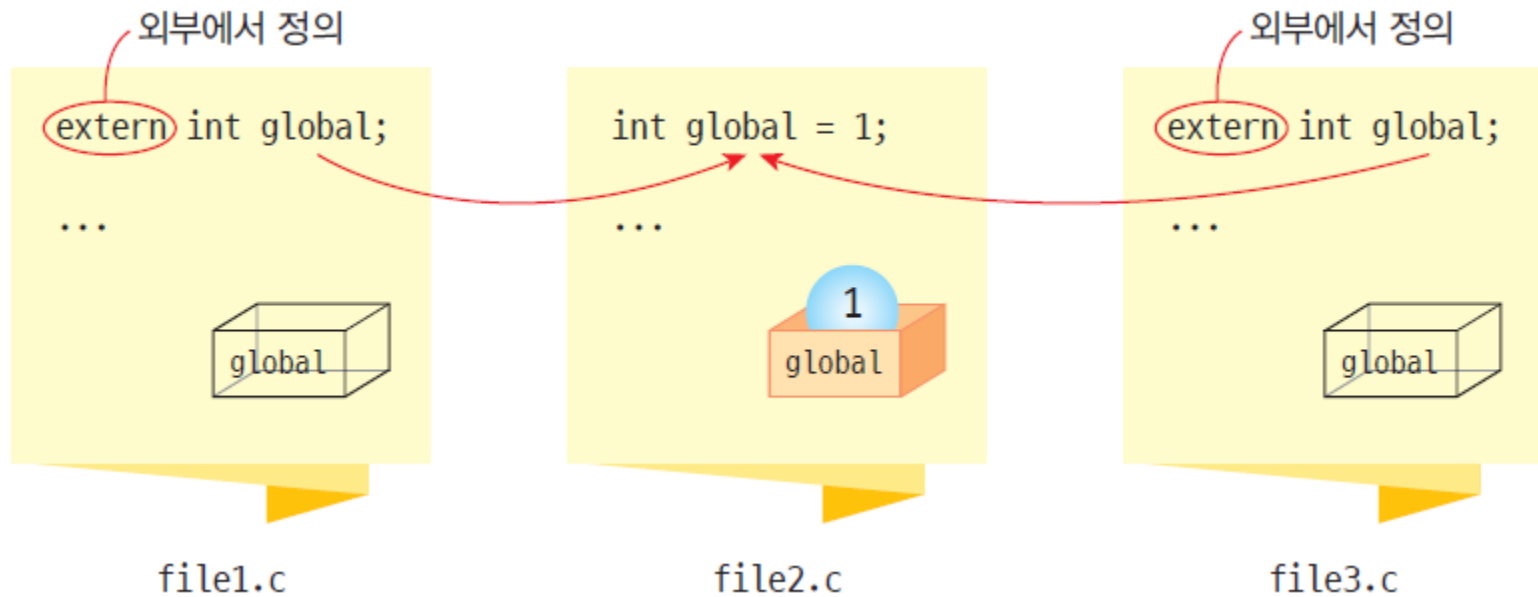 외부에서 정의
extern int global;
...
global
file1.c
int global = 1;
...
1
global
file2.c
외부에서 정의
extern int global;
...
global
file3.c